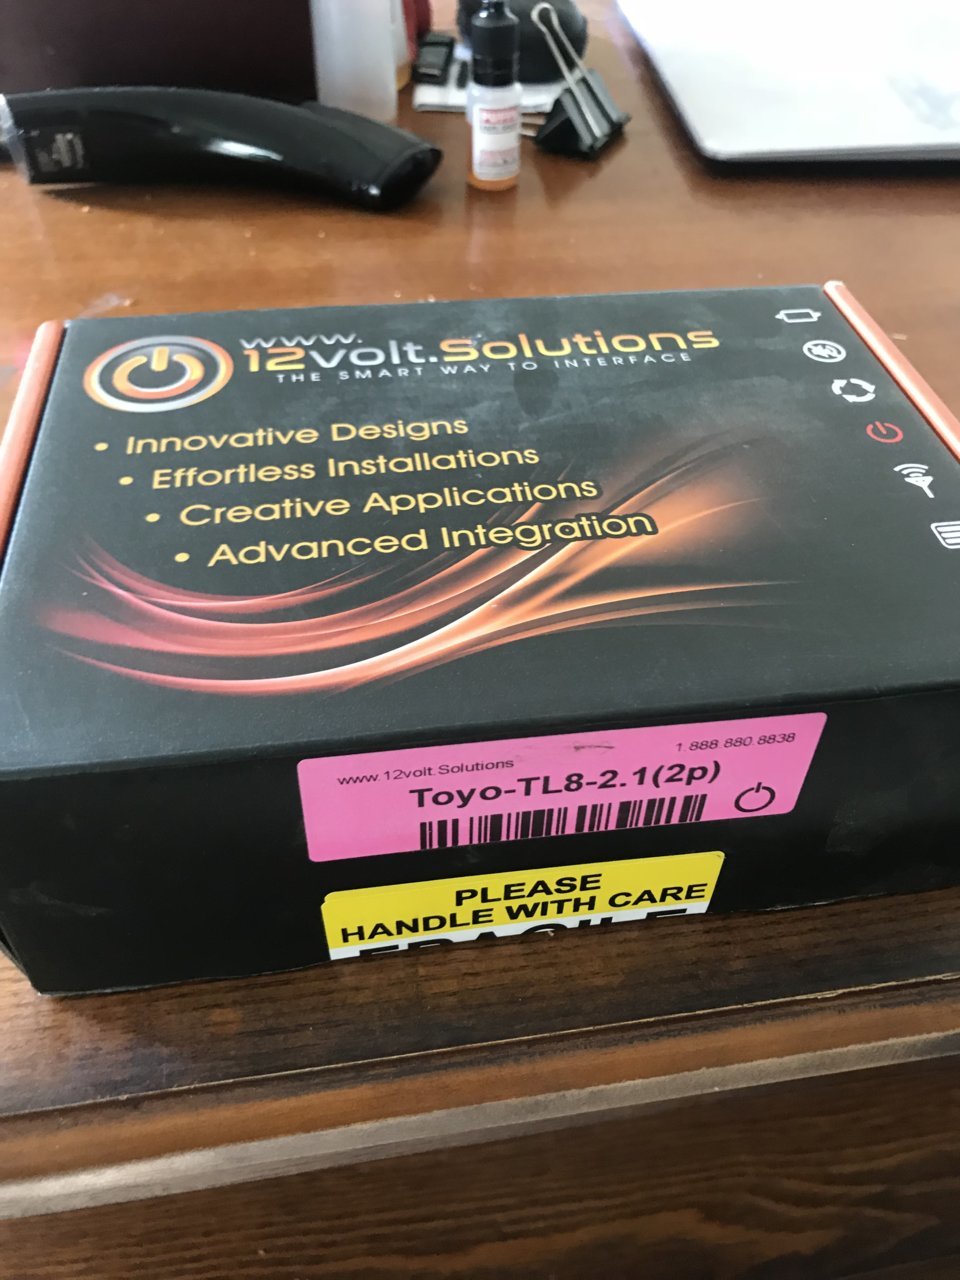 www.
12volt.Solutions
THE SMART WAY TO INTERFACE
• Innovative Designs
• Effortless Installations
• Creative Applications
• Advanced Integration
www.12volt.Solutions
1.888.880.8838
Toyo-TL8-2.1(2p)
PLEASE
HANDLE WITH CARE
FRAGILE